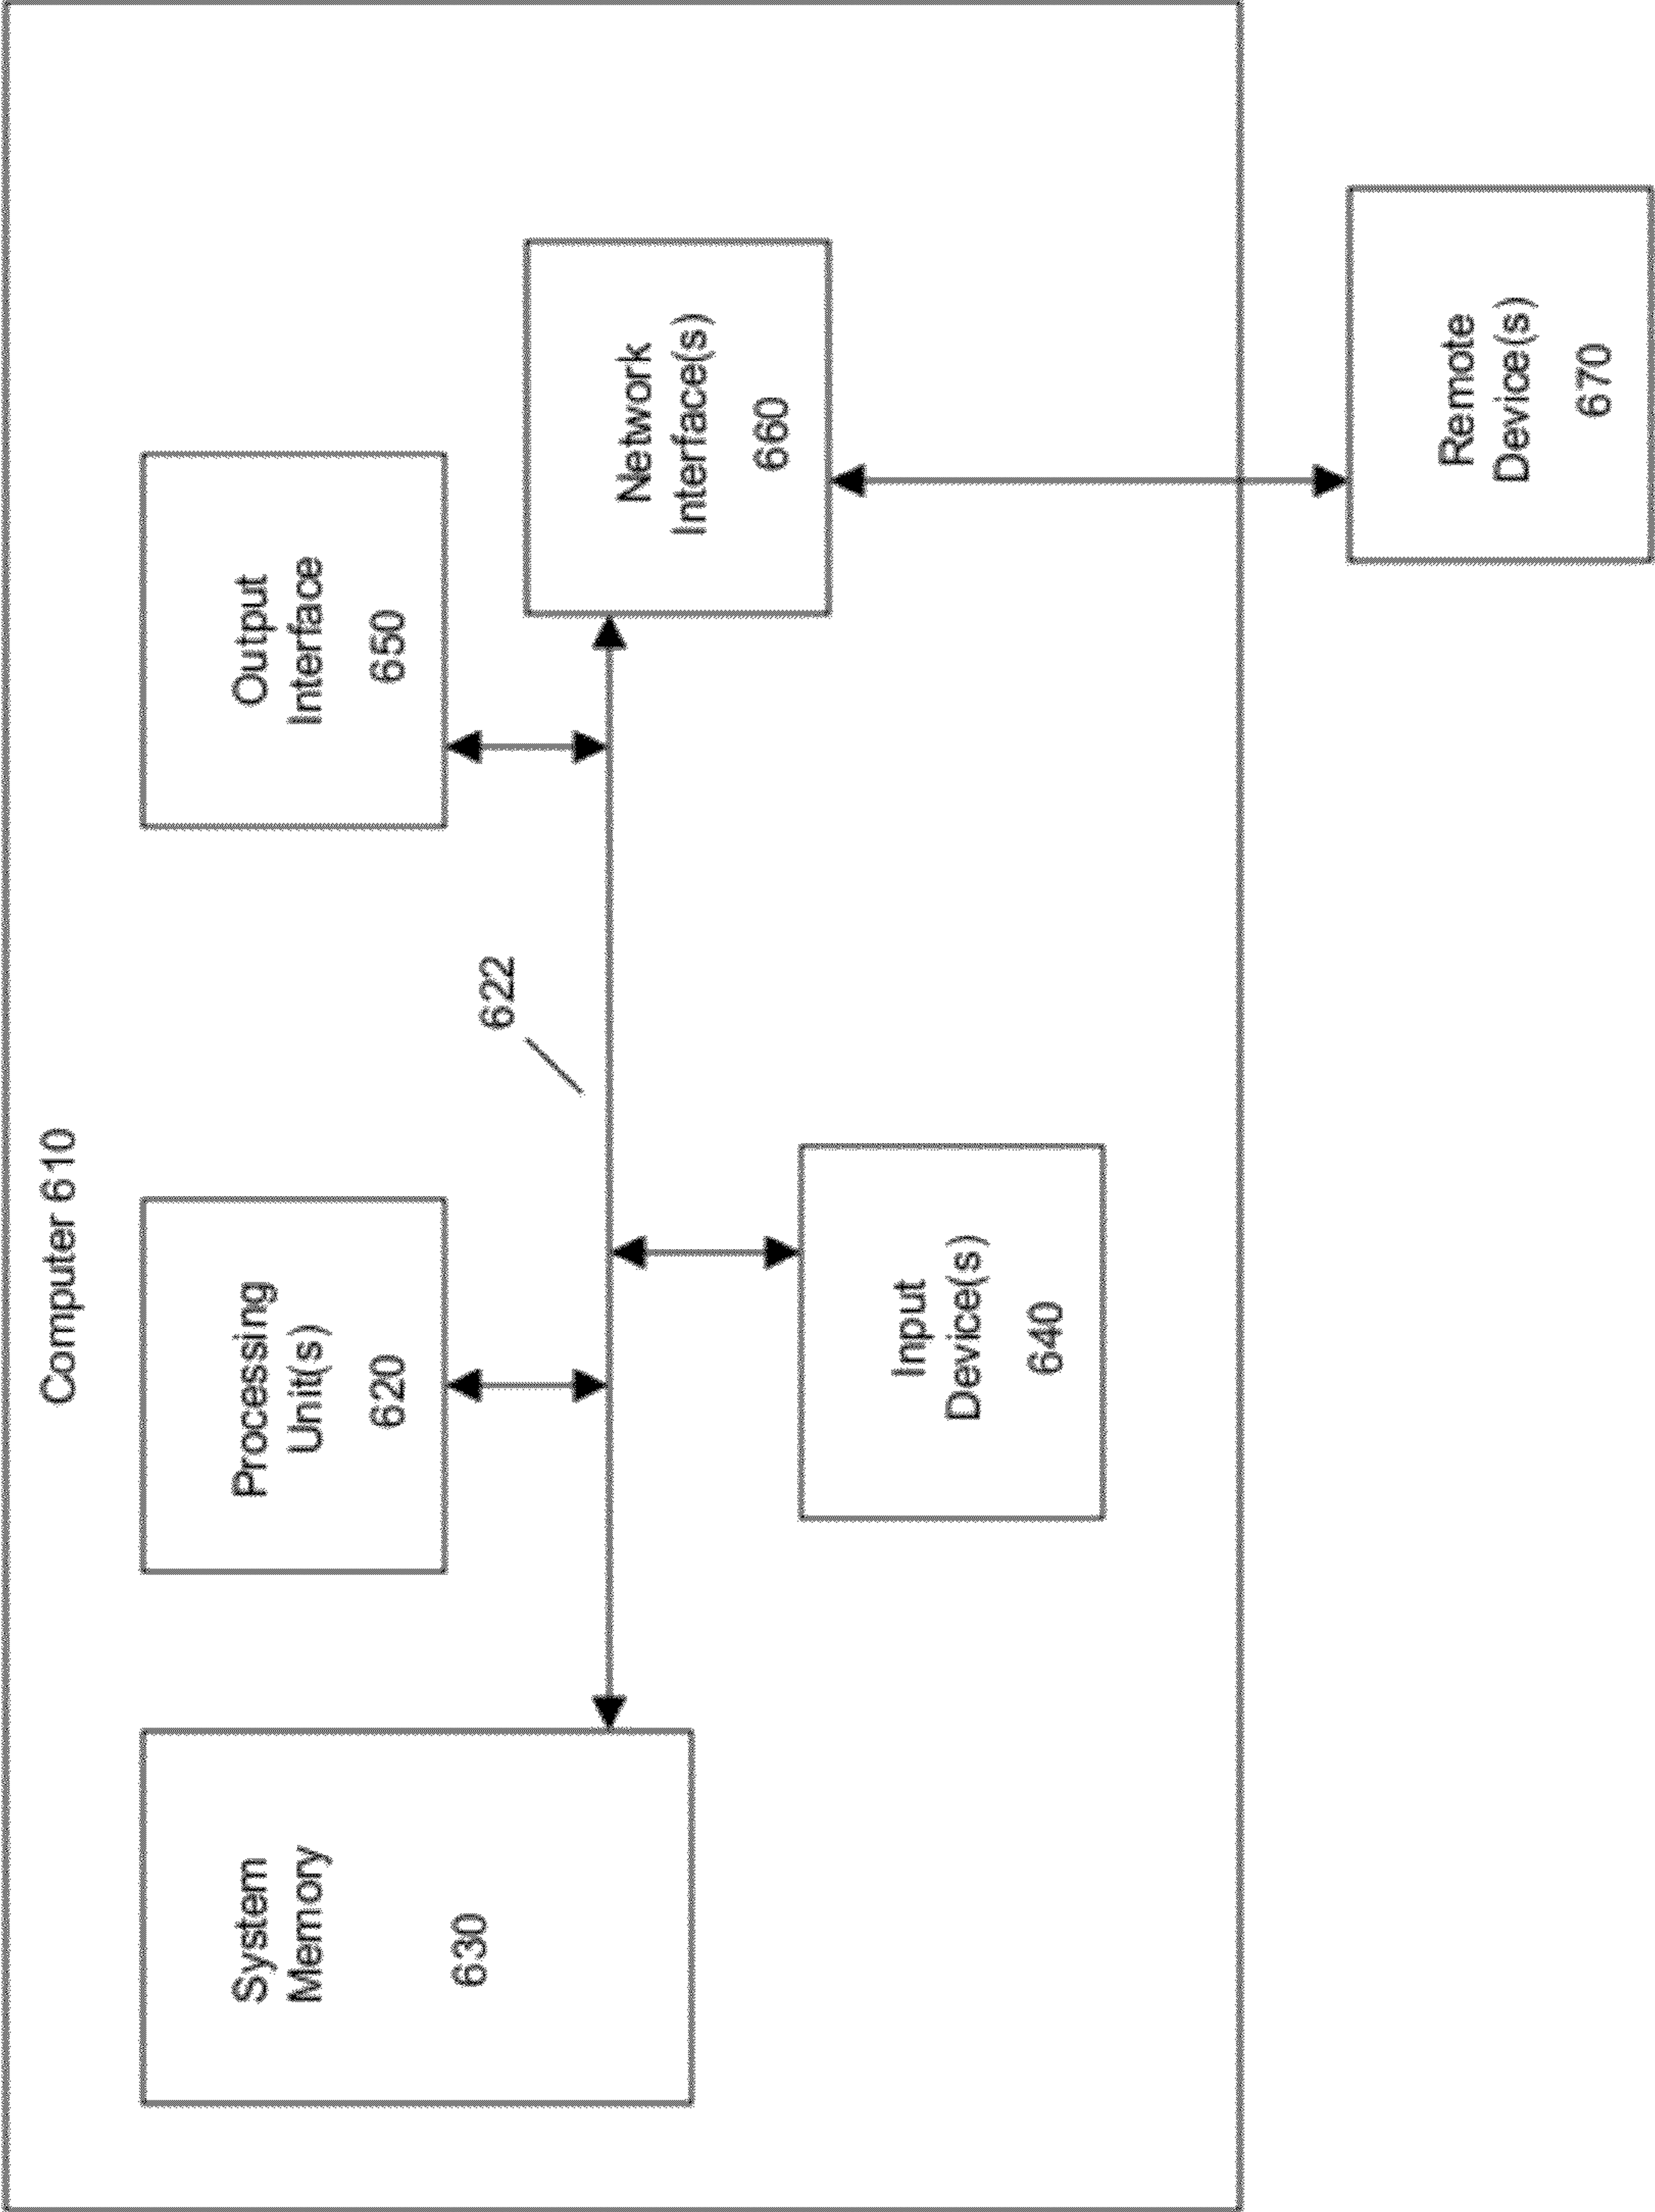 Computer 610
System
Memory
630
Processing
Unit(s)
620
Output
Interface
650
622
Network
Interface(s)
660
Input
Device(s)
640
Remote
Device(s)
670